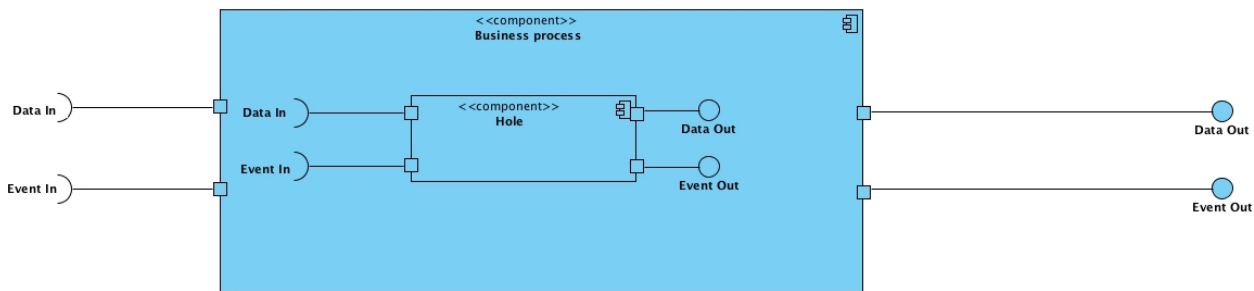 <<component>>
Business process
Data In
Event In
Data In
Event In
<<component>>
Hole
Data Out
Event Out
Data Out
Event Out